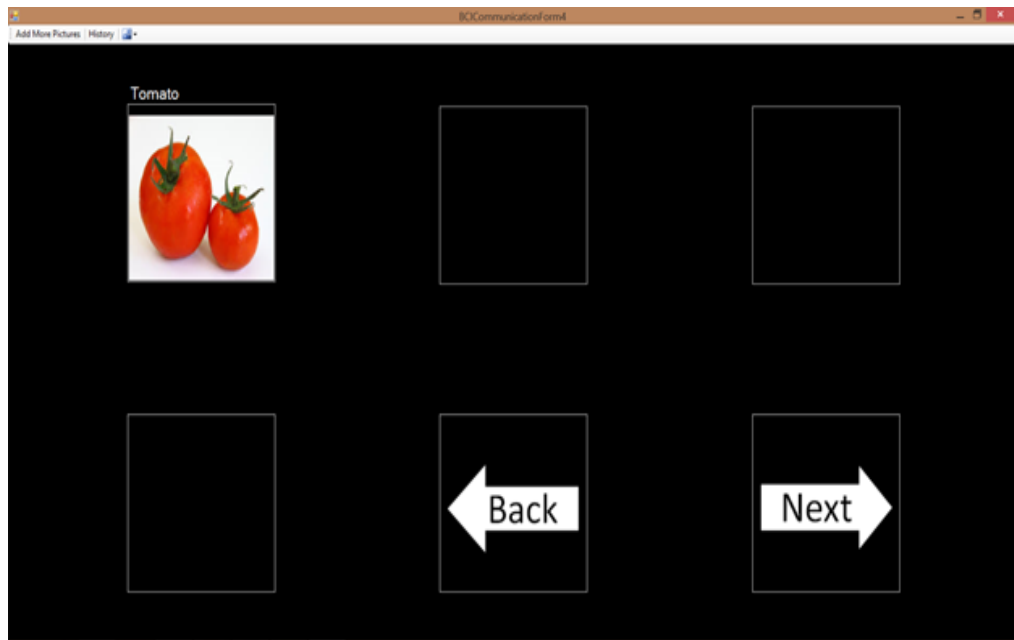 BCICommunicationForm4
Add More Pictures History
Tomato
Back
Next